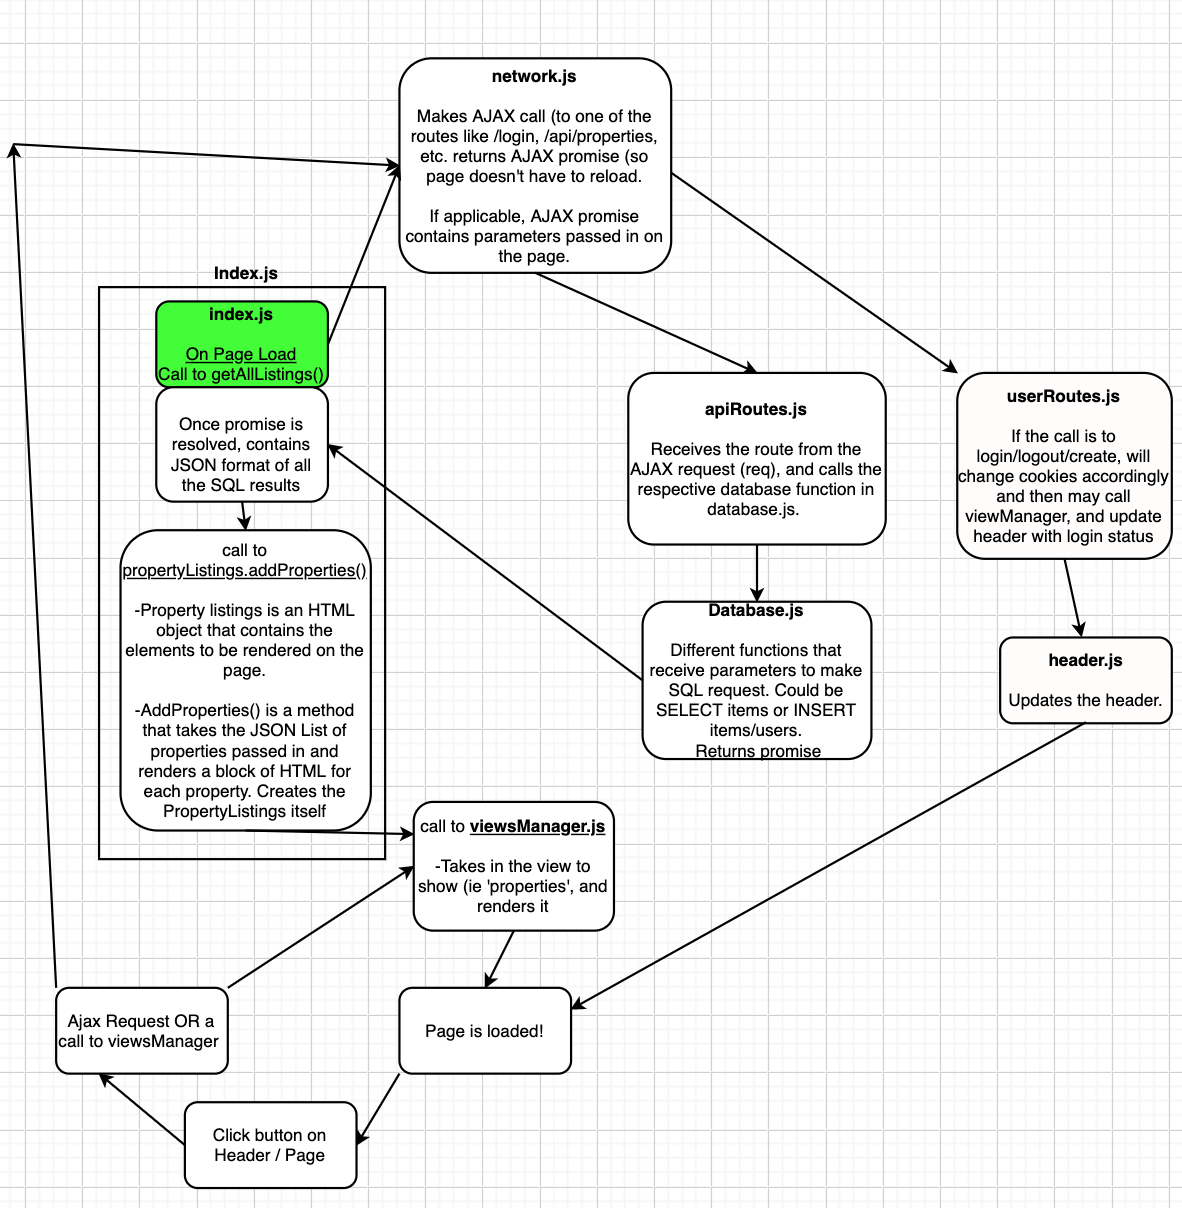 network.js
Makes AJAX call (to one of the
routes like /login, /api/properties,
etc. returns AJAX promise (so
page doesn't have to reload.
If applicable, AJAX promise
contains parameters passed in on
the page.
Index.js
index.js
On Page Load
Call to getAllListings()
Once promise is
resolved, contains
JSON format of all
the SQL results
call to
propertyListings.addProperties()
-Property listings is an HTML
object that contains the
elements to be rendered on the
page.
-AddProperties() is a method
that takes the JSON List of
properties passed in and
renders a block of HTML for
each property. Creates the
PropertyListings itself
apiRoutes.js
Receives the route from the
AJAX request (req), and calls the
respective database function in
database.js.
userRoutes.js
If the call is to
login/logout/create, will
change cookies accordingly
and then may call
viewManager, and update
header with login status
Database.js
Different functions that
receive parameters to make
SQL request. Could be
SELECT items or INSERT
items/users.
Returns promise
header.js
Updates the header.
call to viewsManager.js
-Takes in the view to
show (ie 'properties', and
renders it
Ajax Request OR a
call to viewsManager
Page is loaded!
Click button on
Header / Page